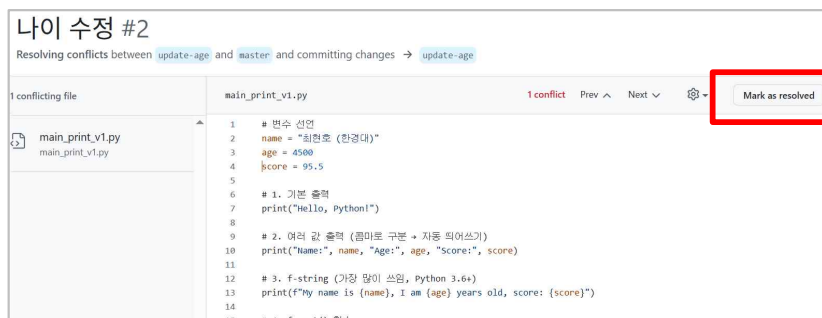 나이 수정 #2
Resolving conflicts between update-age and master and committing changes → update-age
1 conflicting file
main_print_v1.py
main_print_v1.py
main_print_v1.py 1 conflict Prev Next Mark as resolved
1 # 변수 선언
2 name = "최현호 (한경대)"
3 age = 4500
4 score = 95.5
5
6 # 1. 기본 출력
7 print("Hello, Python!")
8
9 # 2. 여러 값 출력 (콤마로 구분 → 자동 띄어쓰기)
10 print("Name:", name, "Age:", age, "Score:", score)
11
12 # 3. f-string (가장 많이 쓰임, Python 3.6+)
13 print(f"My name is {name}, I am {age} years old, score: {score}")
14